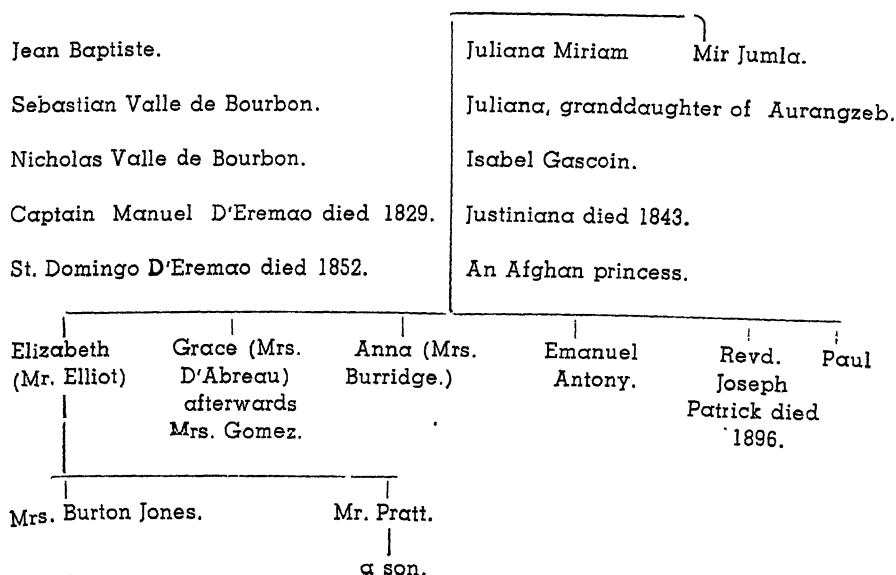 Jean Baptiste. Juliana Miriam Mir Jumla.
Sebastian Valle de Bourbon. Juliana, granddaughter of Aurangzeb.
Nicholas Valle de Bourbon. Isabel Gascoin.
Captain Manuel D'Eremao died 1829. Justiniana died 1843.
St. Domingo D'Eremao died 1852. An Afghan princess.
Elizabeth
(Mr. Elliot)
Grace (Mrs.
D'Abreau)
afterwards
Mrs. Gomez.
Anna (Mrs.
Burridge.)
Emanuel
Antony.
Revd.
Joseph
Patrick died
1896.
Paul
Mrs. Burton Jones. Mr. Pratt.
a son.